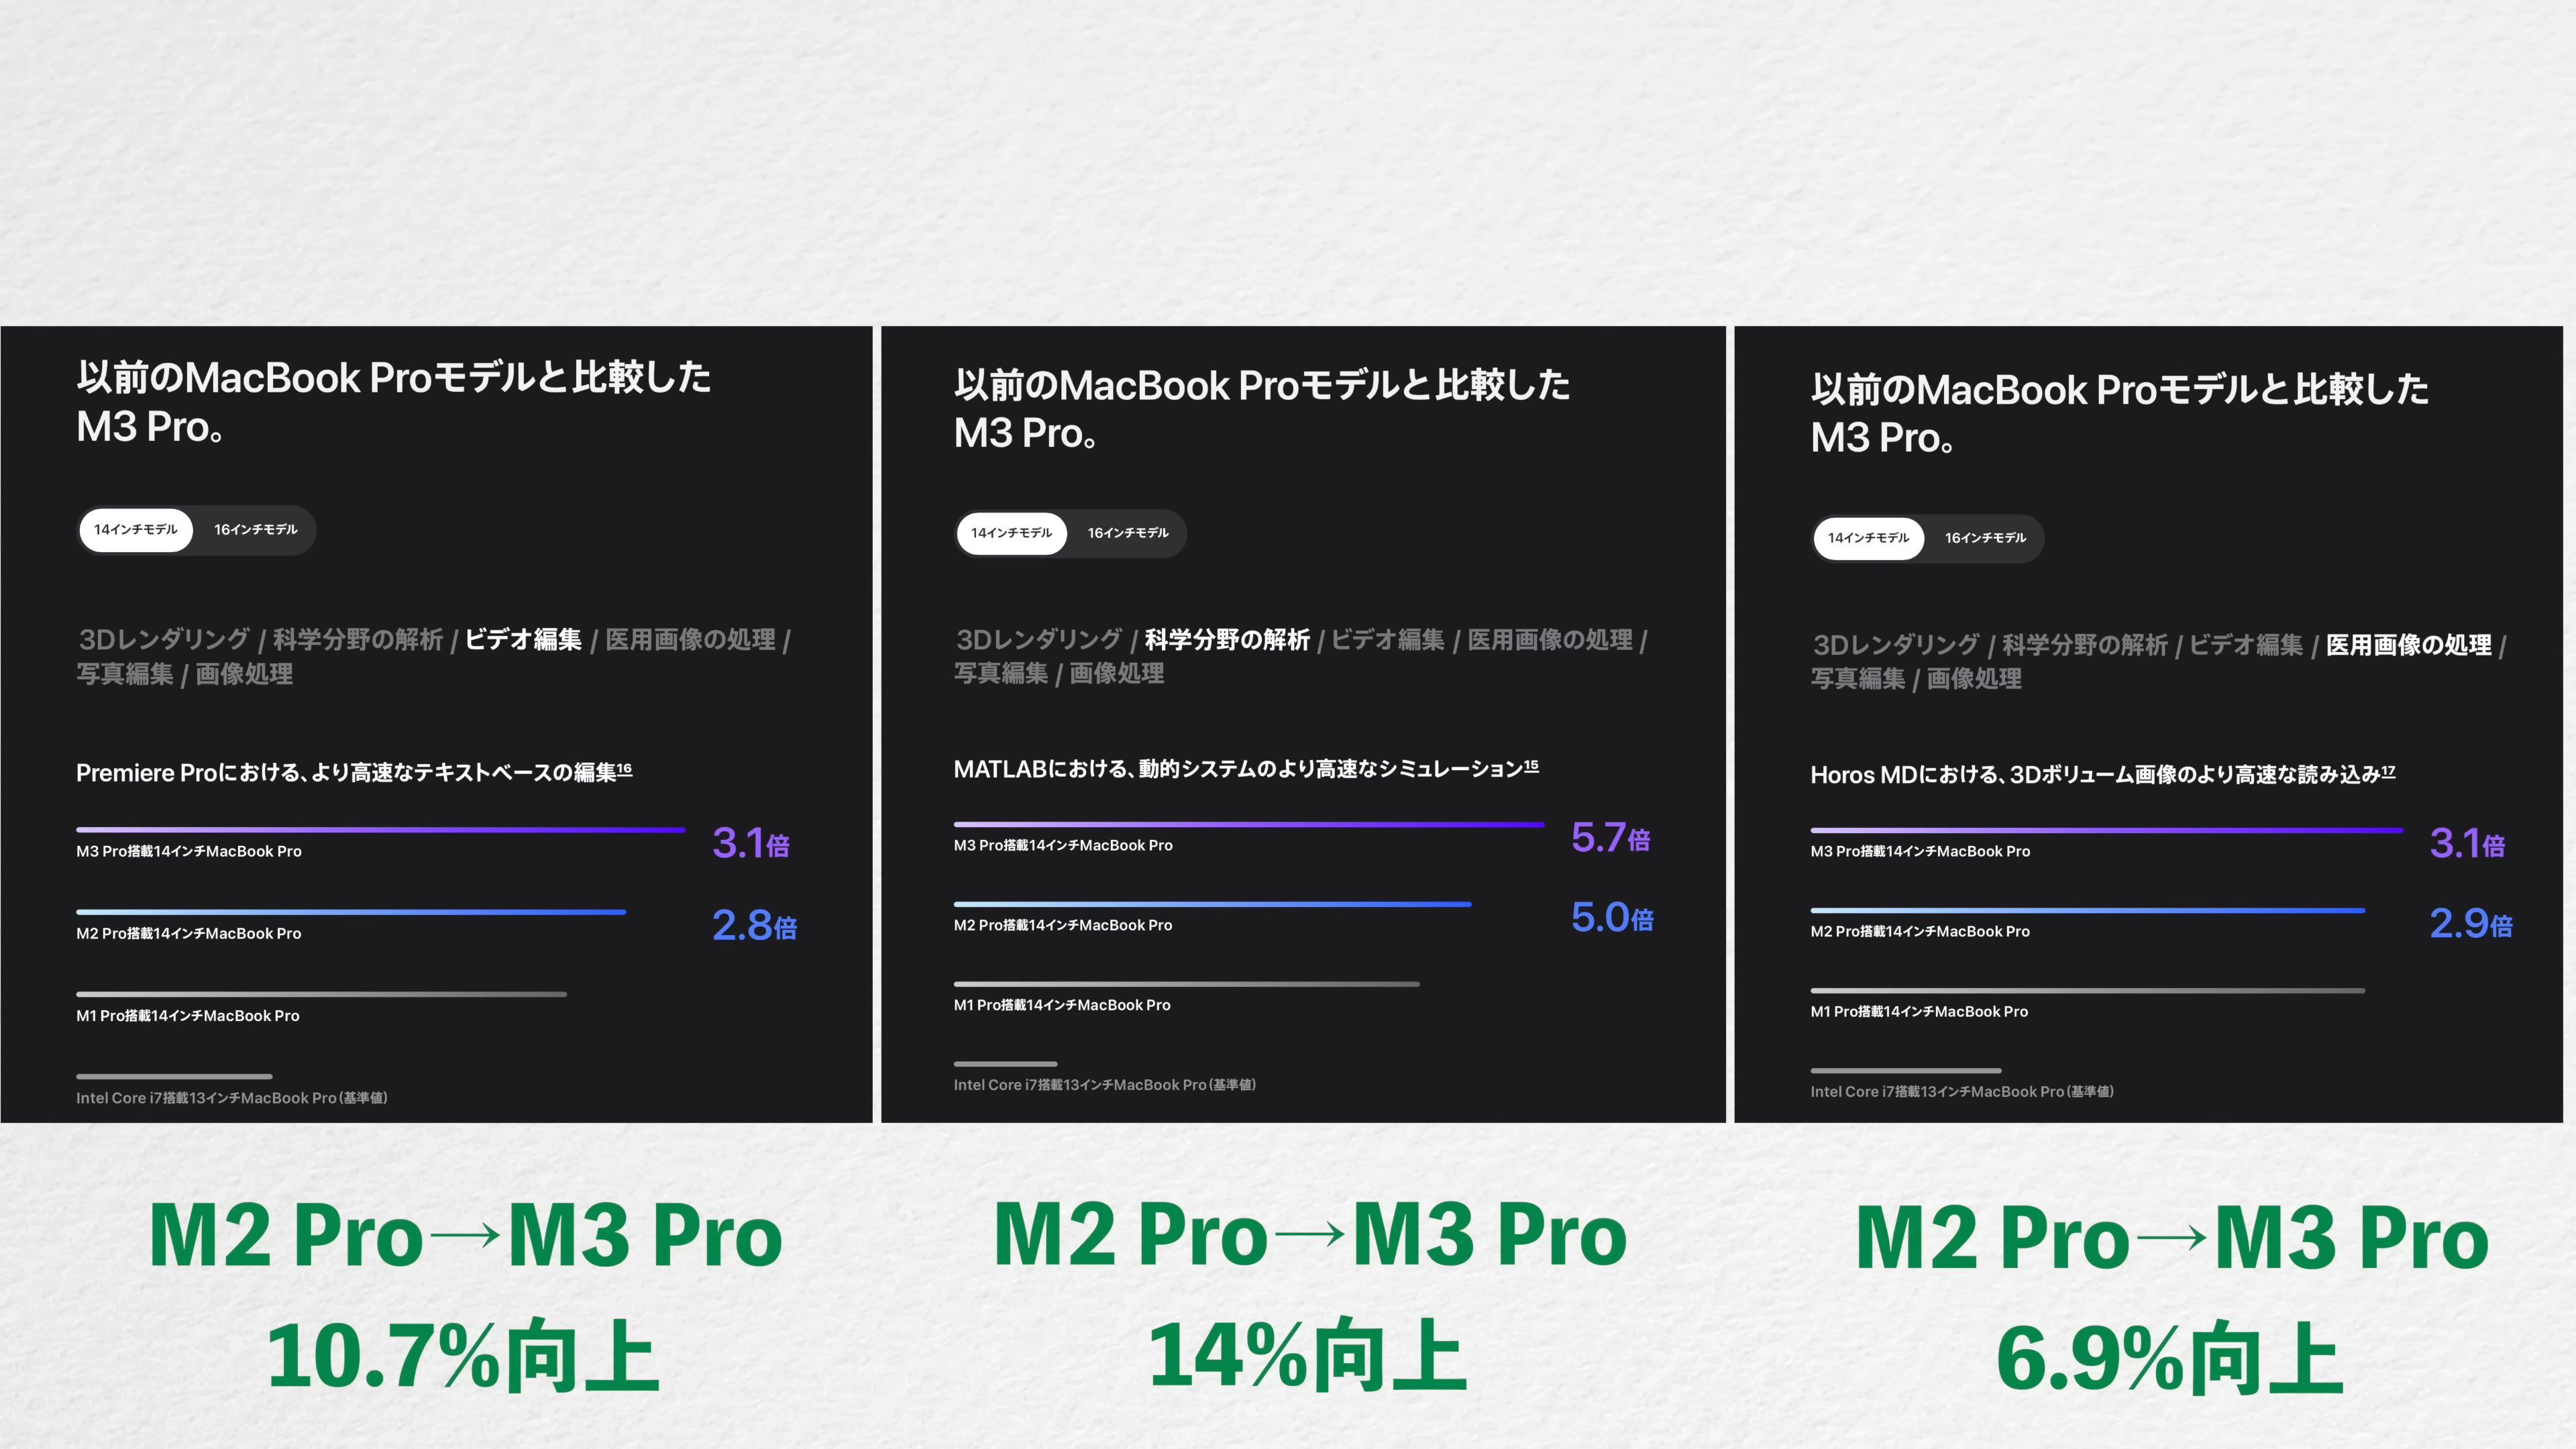 以前のMacBook Proモデルと比較した
M3 Pro。
14インチモデル 16インチモデル
3Dレンダリング / 科学分野の解析 / ビデオ編集 / 医用画像の処理 /
写真編集 / 画像処理
Premiere Proにおける、より高速なテキストベースの編集16
3.1倍
M3 Pro搭載14インチMacBook Pro
2.8倍
M2 Pro搭載14インチMacBook Pro
M1 Pro搭載14インチMacBook Pro
Intel Core i7搭載13インチMacBook Pro(基準値)
M2 Pro→M3 Pro
10.7%向上
以前のMacBook Proモデルと比較した
M3 Pro。
14インチモデル 16インチモデル
3Dレンダリング / 科学分野の解析 / ビデオ編集 / 医用画像の処理 /
写真編集 / 画像処理
MATLABにおける、動的システムのより高速なシミュレーション15
5.7倍
M3 Pro搭載14インチMacBook Pro
5.0倍
M2 Pro搭載14インチMacBook Pro
M1 Pro搭載14インチMacBook Pro
Intel Core i7搭載13インチMacBook Pro(基準値)
M2 Pro→M3 Pro
14%向上
以前のMacBook Proモデルと比較した
M3 Pro。
14インチモデル 16インチモデル
3Dレンダリング / 科学分野の解析 / ビデオ編集 / 医用画像の処理 /
写真編集 / 画像処理
Horos MDにおける、3Dボリューム画像のより高速な読み込み17
3.1倍
M3 Pro搭載14インチMacBook Pro
2.9倍
M2 Pro搭載14インチMacBook Pro
M1 Pro搭載14インチMacBook Pro
Intel Core i7搭載13インチMacBook Pro(基準値)
M2 Pro→M3 Pro
6.9%向上